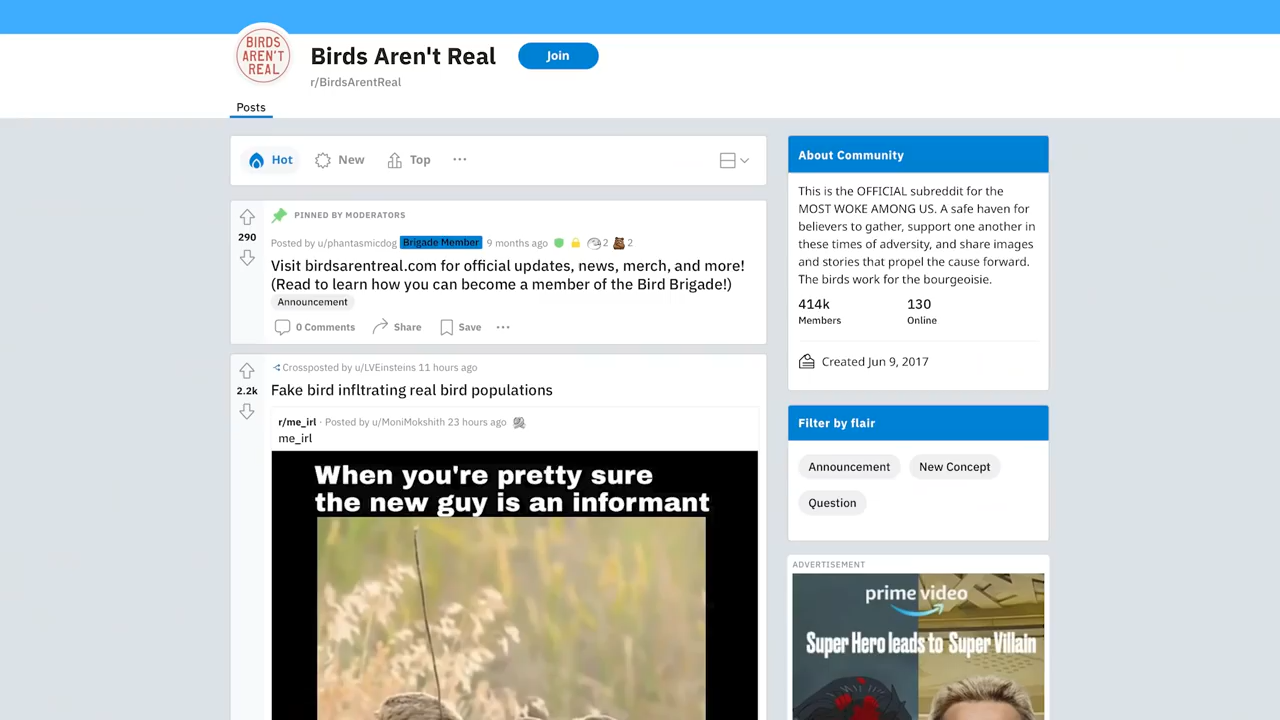 BIRDS
AREN'T
REAL
Birds Aren't Real
Join
r/BirdsArentReal
Posts
Hot
New
Top
PINNED BY MODERATORS
290
Posted by u/phantasmicdog Brigade Member 9 months ago 2 2
Visit birdsarentreal.com for official updates, news, merch, and more!
(Read to learn how you can become a member of the Bird Brigade!)
Announcement
0 Comments Share Save
Crossposted by u/LVEinsteins 11 hours ago
2.2k
Fake bird infltrating real bird populations
r/me_irl · Posted by u/MoniMokshith 23 hours ago
me_irl
When you're pretty sure
the new guy is an informant
About Community
This is the OFFICIAL subreddit for the
MOST WOKE AMONG US. A safe haven for
believers to gather, support one another in
these times of adversity, and share images
and stories that propel the cause forward.
The birds work for the bourgeoisie.
414k 130
Members Online
Created Jun 9, 2017
Filter by flair
Announcement New Concept
Question
ADVERTISEMENT
prime video
Super Hero leads to Super Villain